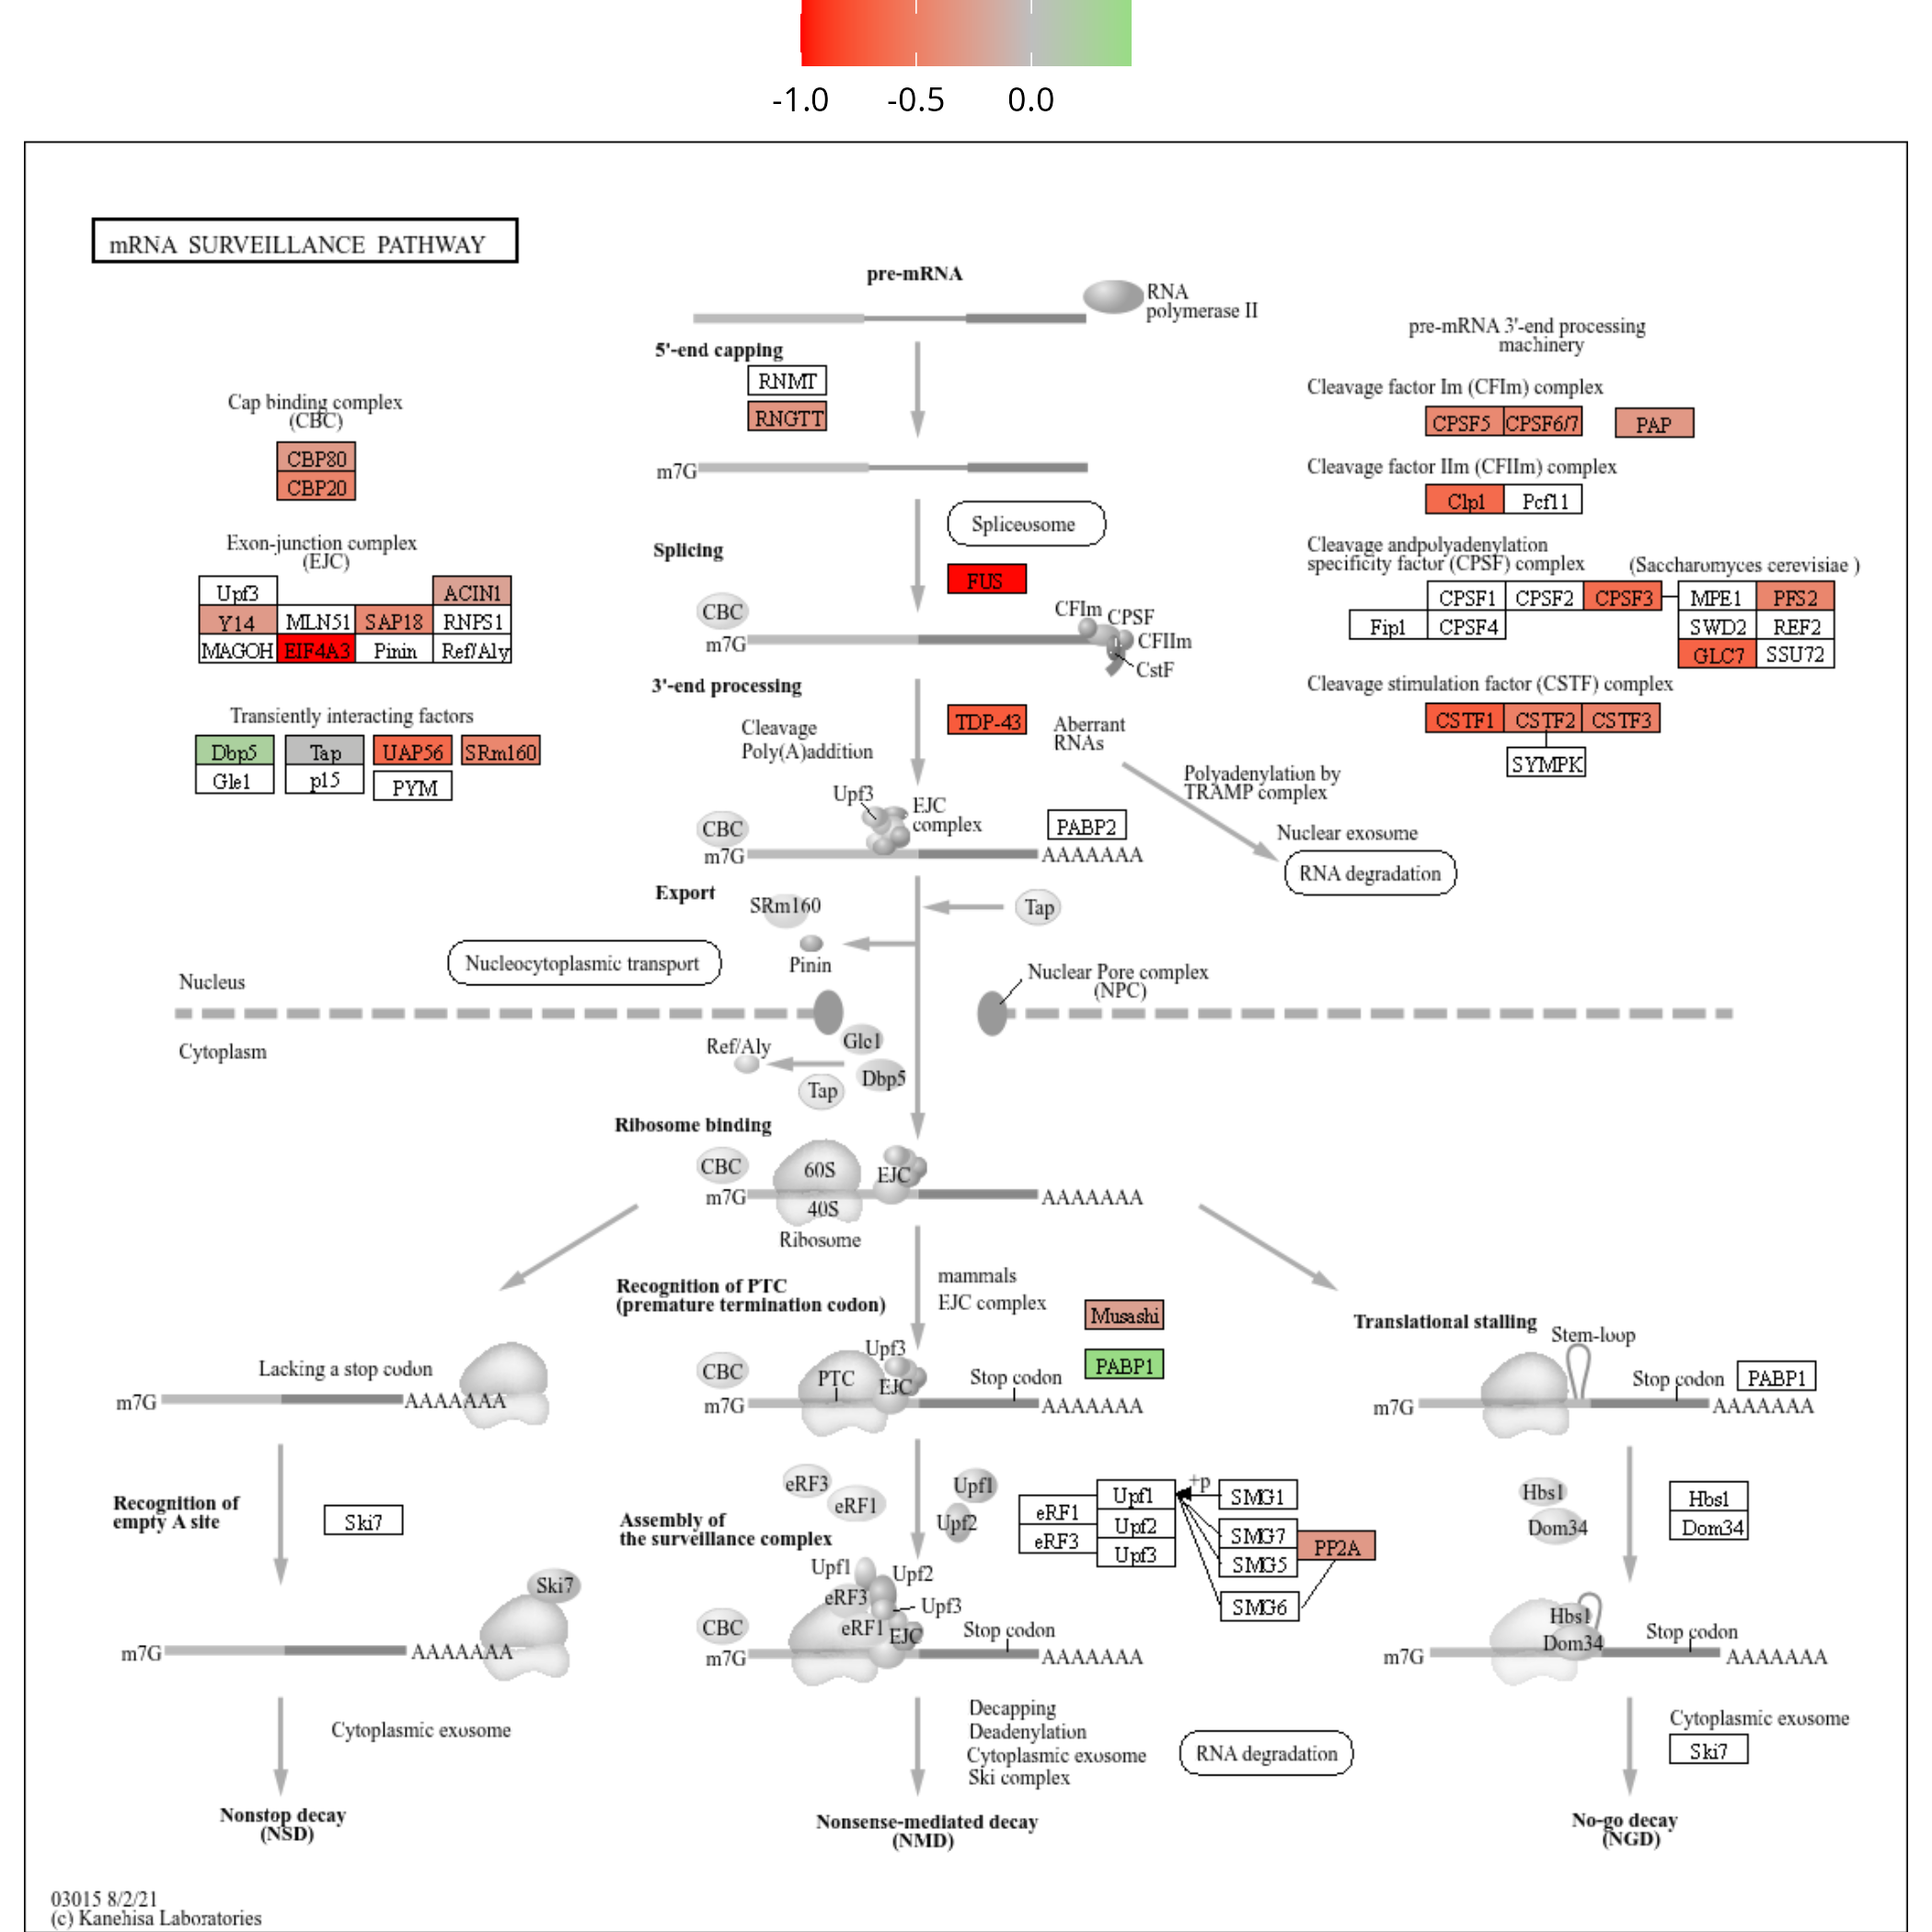 -1.0 -0.5 0.0
mRNA SURVEILLANCE PATHWAY
pre-mRNA
RNA
polymerase II
5'-end capping
RNMT
RNGTT
m7G
Spliceosome
Splicing
FUS
CBC
m7G
CFIm
CPSF
CFIIm
CstF
3'-end processing
Cleavage
Poly(A)addition
TDP-43
Aberrant
RNAs
Polyadenylation by
TRAMP complex
Nuclear exosome
RNA degradation
Cap binding complex
(CBC)
CBP80
CBP20
Exon-junction complex
(EJC)
Upf3 ACIN1
Y14 MLN51 SAP18 RNPS1
MAGOH EIF4A3 Pinin Ref/Aly
Transiently interacting factors
Dbp5 Tap UAP56 SRm160
Gle1 p15 PYM
pre-mRNA 3'-end processing
machinery
Cleavage factor Im (CFIm) complex
CPSF5 CPSF6/7 PAP
Cleavage factor IIm (CFIIm) complex
Clp1 Pcf11
Cleavage andpolyadenylation
specificity factor (CPSF) complex
(Saccharomyces cerevisiae )
CPSF1 CPSF2 CPSF3 MPE1 PFS2
Fip1 CPSF4 SWD2 REF2
GLC7 SSU72
Cleavage stimulation factor (CSTF) complex
CSTF1 CSTF2 CSTF3
SYMPK
Upf3
EJC
complex
PABP2
CBC
m7G AAAAAAA
Export
SRm160
Tap
Pinin
Nucleocytoplasmic transport
Nucleus
Nuclear Pore complex
(NPC)
Cytoplasm
Ref/Aly
Gle1
Dbp5
Tap
Ribosome binding
CBC
60S
EJC
m7G AAAAAAA
40S
Ribosome
Recognition of PTC
(premature termination codon)
mammals
EJC complex
Musashi
PABP1
Upf3
CBC
PTC
EJC
Stop codon
m7G AAAAAAA
Lacking a stop codon
m7G AAAAAAA
Translational stalling
Stem-loop
Stop codon
PABP1
m7G AAAAAAA
Recognition of
empty A site
Ski7
Ski7
m7G AAAAAAA
Cytoplasmic exosome
Nonstop decay
(NSD)
eRF3
eRF1
Upf1
Upf2
Assembly of
the surveillance complex
eRF1
eRF3
Upf1
Upf2
Upf3
+p
SMG1
SMG7
SMG5
SMG6
PP2A
Upf1
Upf2
eRF3
Upf3
eRF1
EJC
CBC
Stop codon
m7G AAAAAAA
Decapping
Deadenylation
Cytoplasmic exosome
Ski complex
RNA degradation
Nonsense-mediated decay
(NMD)
Hbs1
Dom34
Hbs1
Dom34
Hbs1
Dom34
Stop codon
m7G AAAAAAA
Cytoplasmic exosome
Ski7
No-go decay
(NGD)
03015 8/2/21
(c) Kanehisa Laboratories